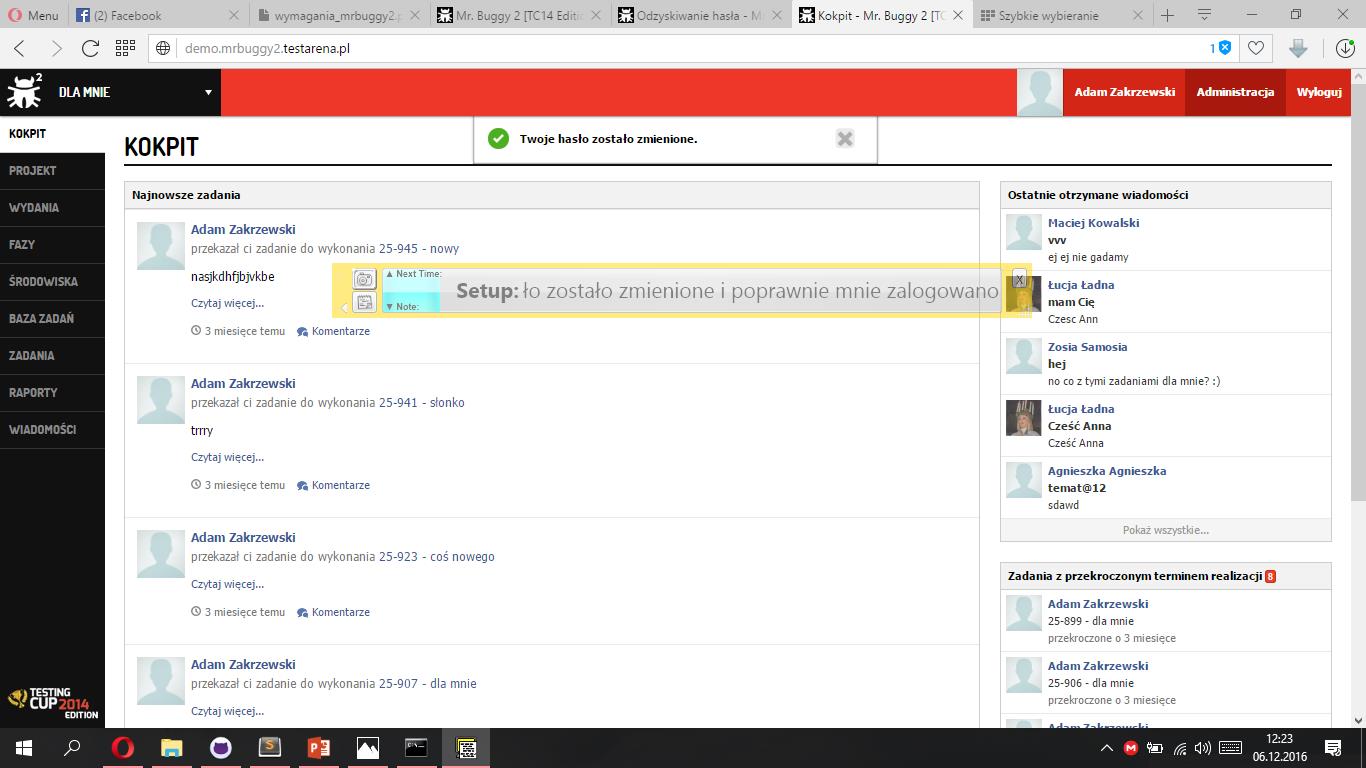 Menu
(2) Facebook
wymagania_mrbuggy2.p
Mr. Buggy 2 [TC14 Editio
Odzyskiwanie hasła - M
Kokpit - Mr. Buggy 2 [TC
Szybkie wybieranie
demo.mrbuggy2.testarena.pl
1
2
DLA MNIE
Adam Zakrzewski
Administracja
Wyloguj
KOKPIT
PROJEKT
WYDANIA
FAZY
ŚRODOWISKA
BAZA ZADAŃ
ZADANIA
RAPORTY
WIADOMOŚCI
TESTING
CUP 2014
EDITION
KOKPIT
Twoje hasło zostało zmienione.
Najnowsze zadania
Adam Zakrzewski
przekazał ci zadanie do wykonania 25-945 - nowy
nasjkdhfjbjvkbe
Czytaj więcej...
3 miesięce temu Komentarze
Next Time:
Setup: ło zostało zmienione i poprawnie mnie zalogowano
Note:
X
Adam Zakrzewski
przekazał ci zadanie do wykonania 25-941 - słonko
trrry
Czytaj więcej...
3 miesięce temu Komentarze
Adam Zakrzewski
przekazał ci zadanie do wykonania 25-923 - coś nowego
Czytaj więcej...
3 miesięce temu Komentarze
Adam Zakrzewski
przekazał ci zadanie do wykonania 25-907 - dla mnie
Czytaj więcej...
Ostatnie otrzymane wiadomości
Maciej Kowalski
vvv
ej ej nie gadamy
Łucja Ładna
mam Cię
Czesc Ann
Zosia Samosia
hej
no co z tymi zadaniami dla mnie? :)
Łucja Ładna
Cześć Anna
Cześć Anna
Agnieszka Agnieszka
temat@12
sdawd
Pokaż wszystkie...
Zadania z przekroczonym terminem realizacji 8
Adam Zakrzewski
25-899 - dla mnie
przekroczone o 3 miesięce
Adam Zakrzewski
25-906 - dla mnie
przekroczone o 3 miesięce
Adam Zakrzewski
12:23
06.12.2016